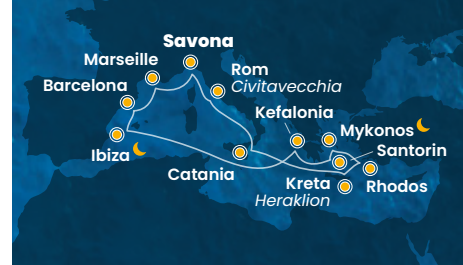 Savona
Marseille
Rom
Civitavecchia
Barcelona
Kefalonia
Mykonos
Santorin
Ibiza
Catania
Kreta
Heraklion
Rhodos